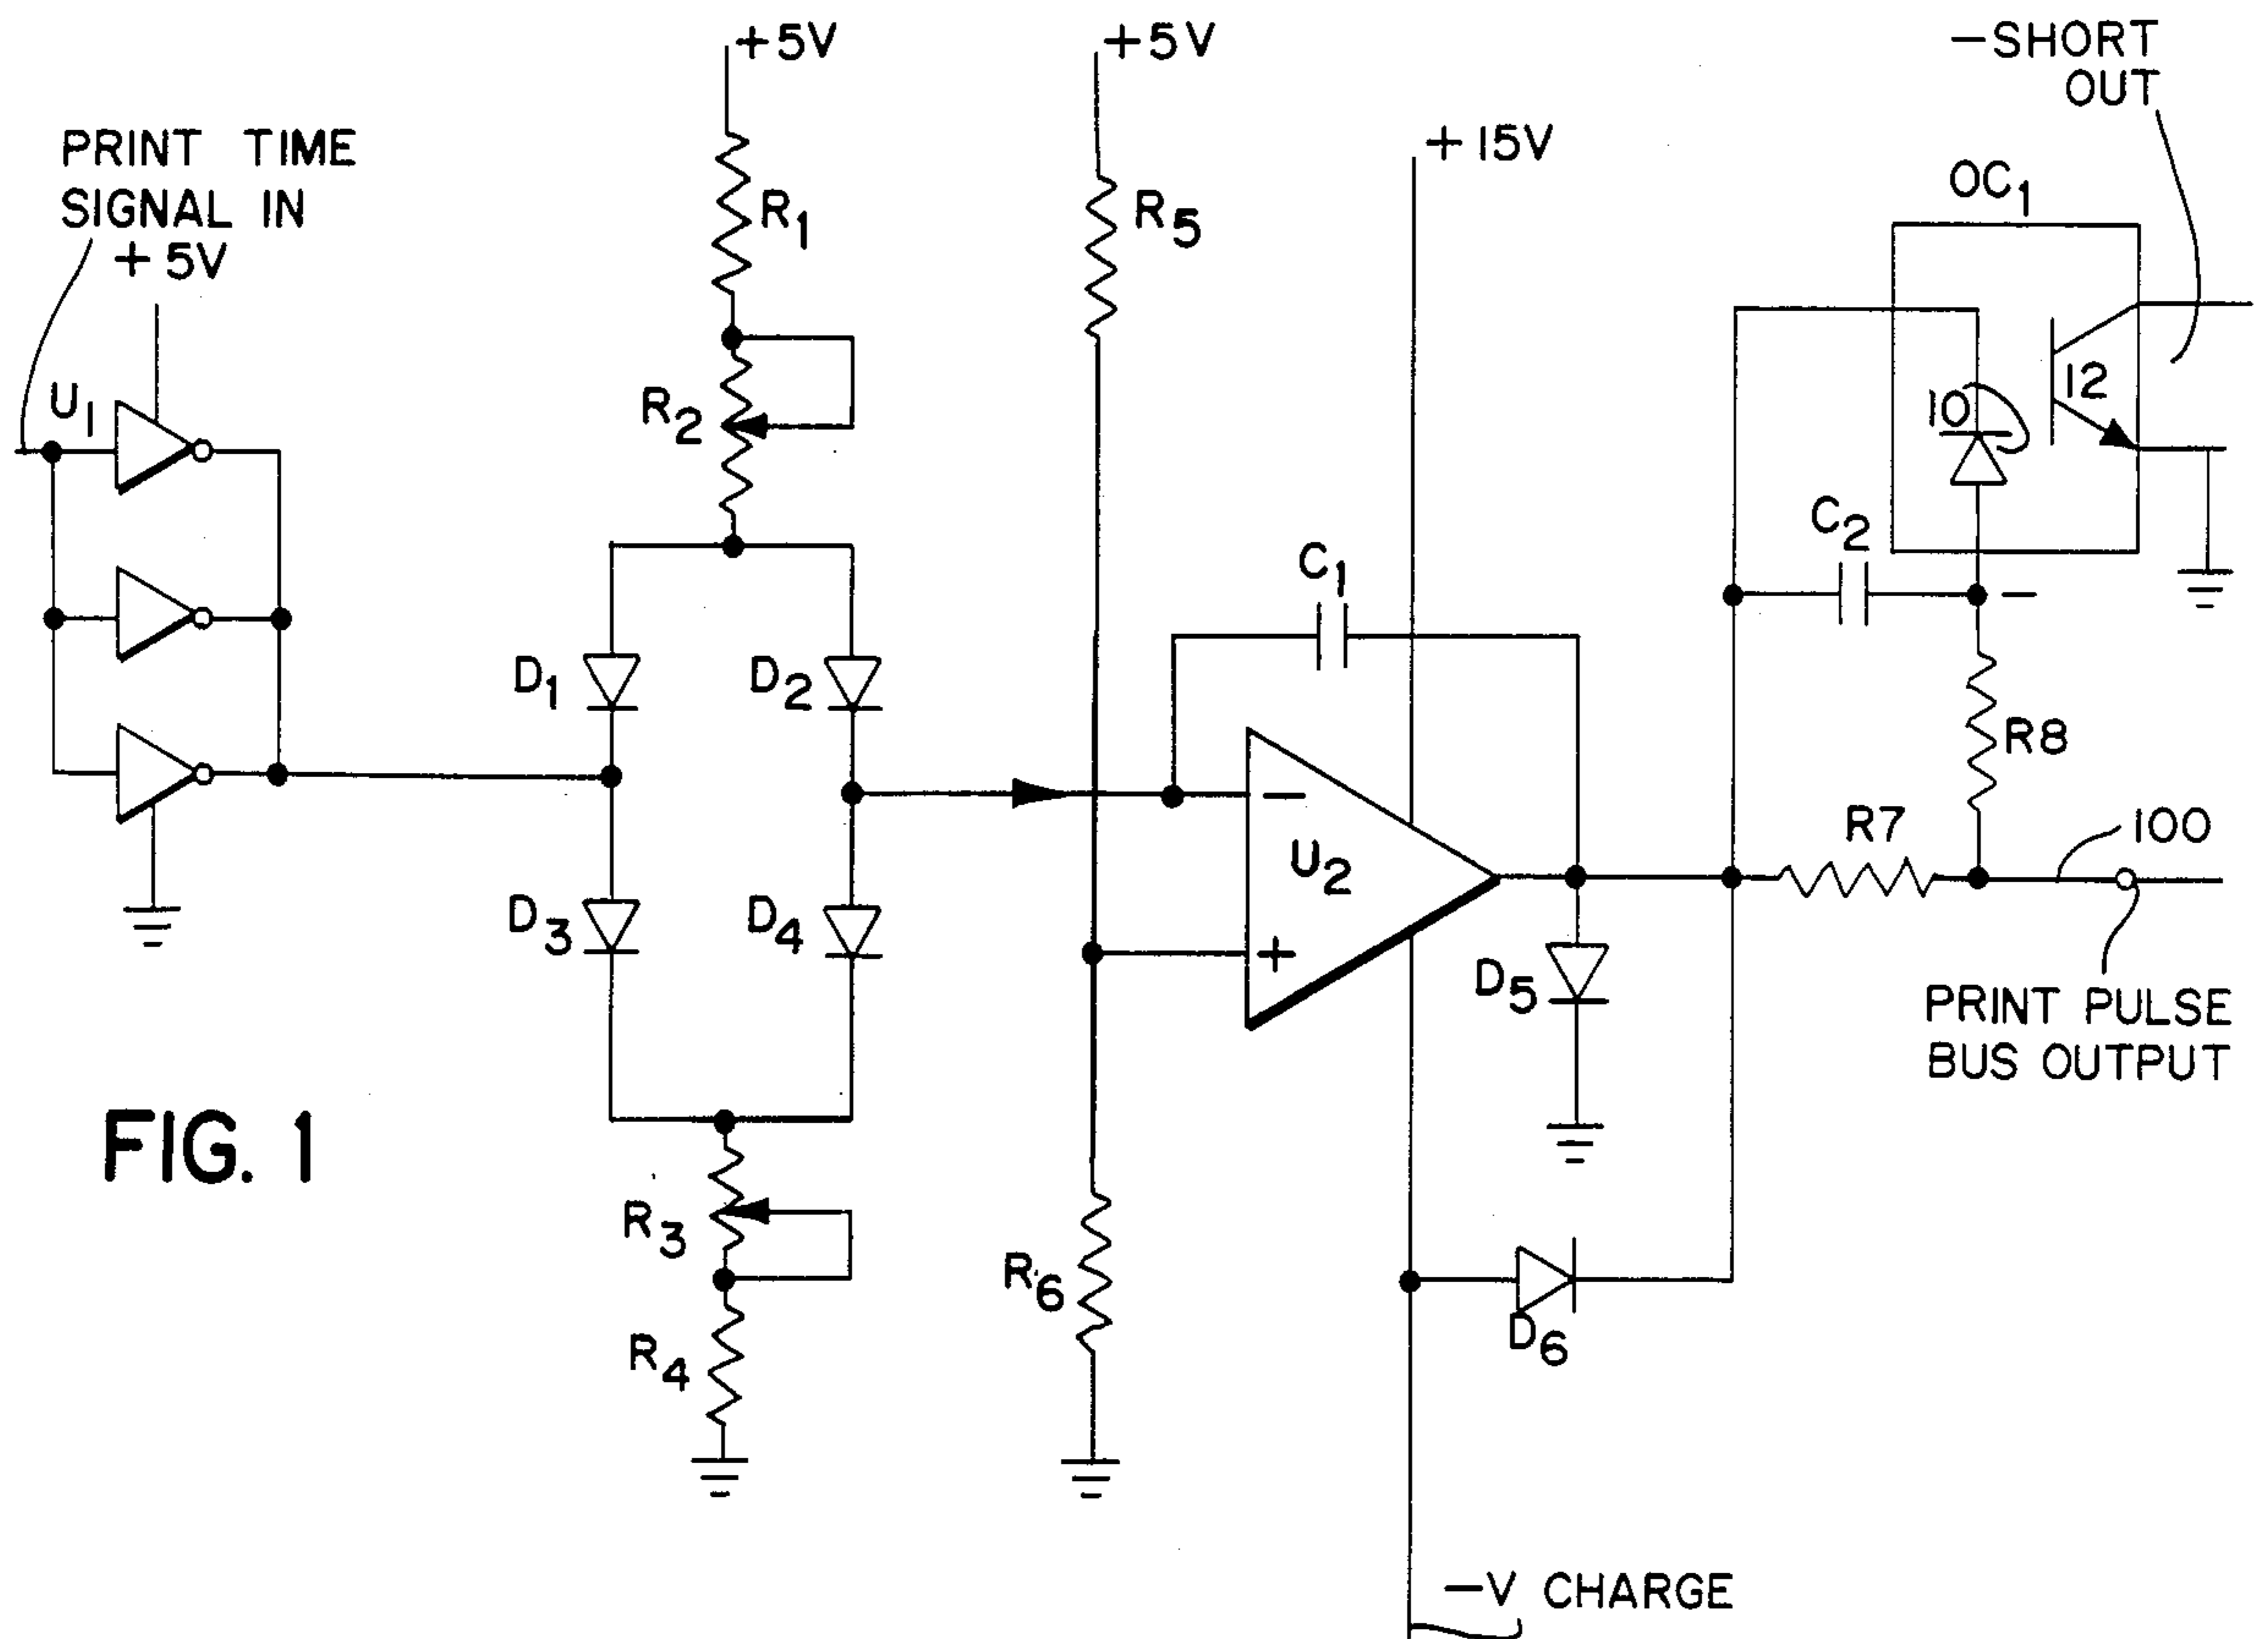 +5V
+5V
-SHORT
OUT
PRINT TIME
SIGNAL IN
+5V
+15V
OC1
R1
R5
U1
R2
10
12
C2
C1
D1
D2
R8
R7
100
-
U2
+
D3
D4
D5
PRINT PULSE
BUS OUTPUT
FIG. 1
R3
R6
R4
D6
-V CHARGE